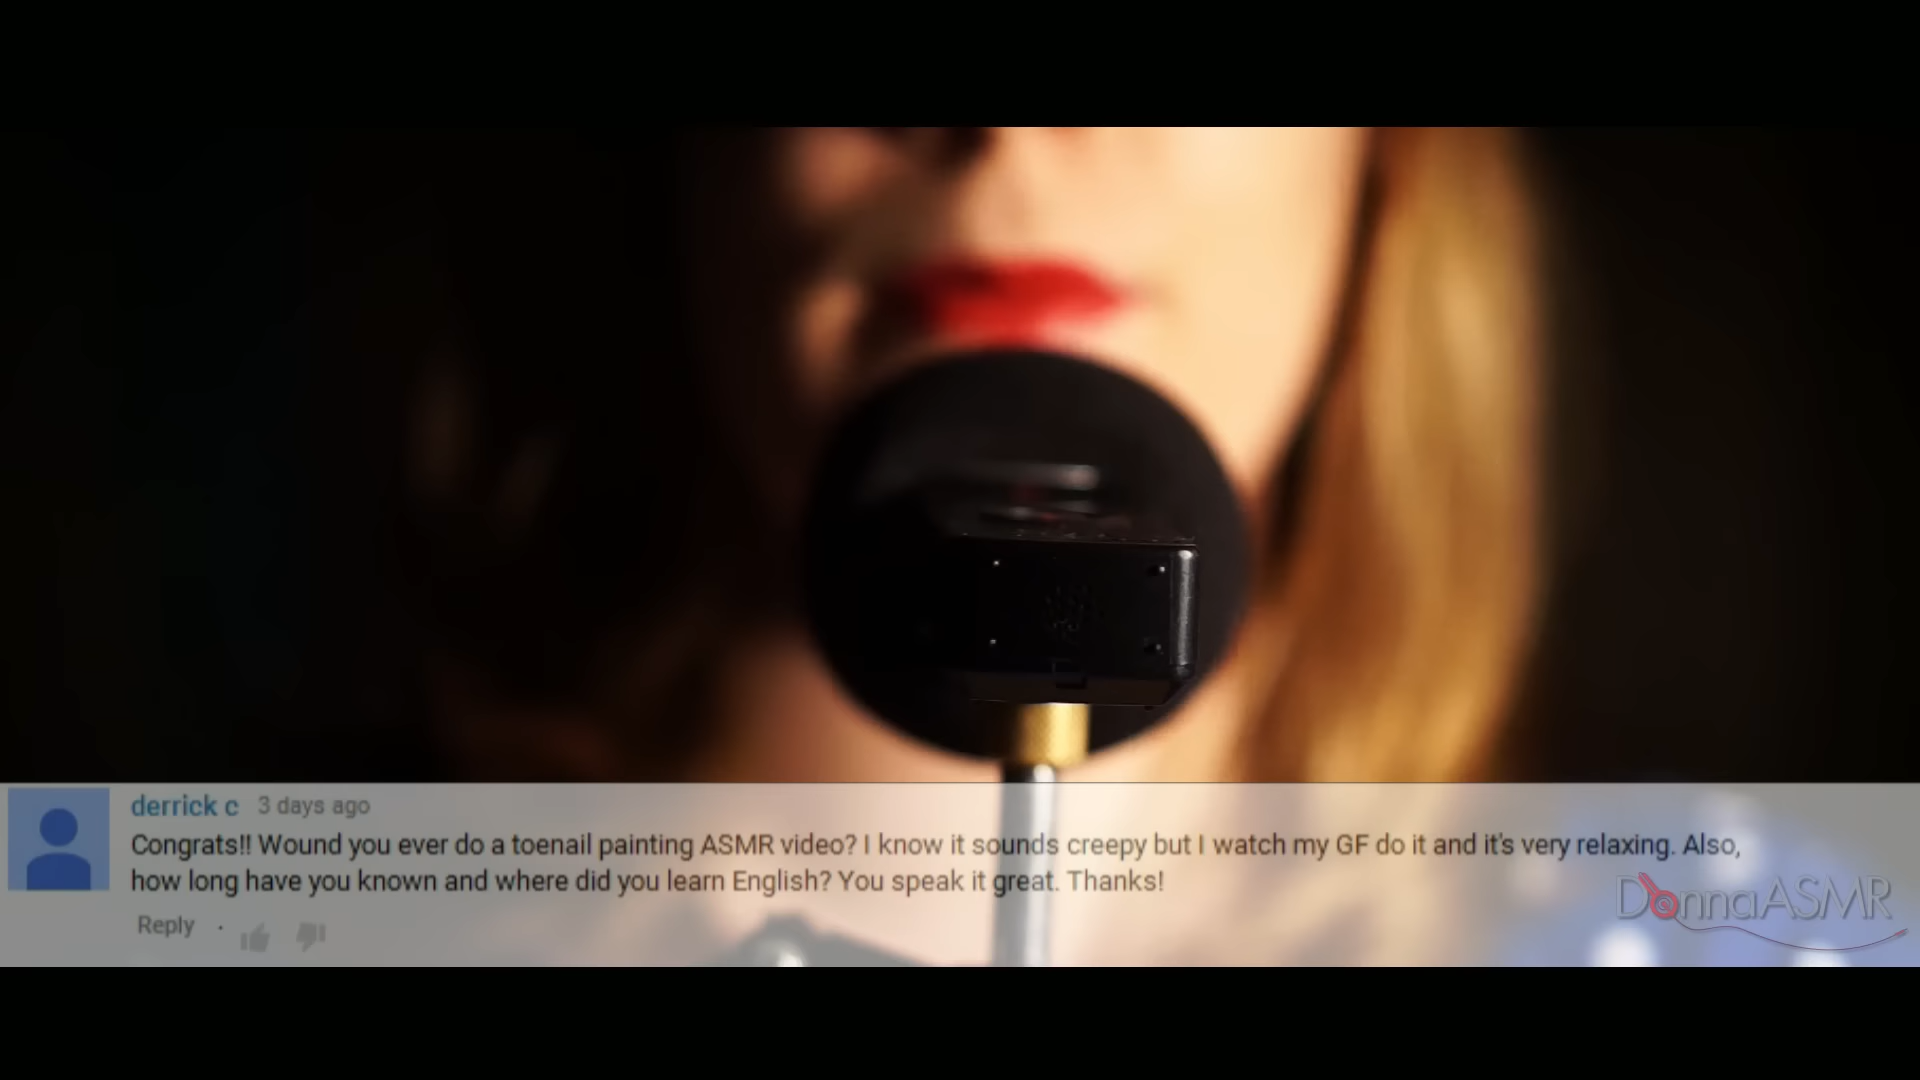 derrick c 3 days ago
Congrats!! Wound you ever do a toenail painting ASMR video? I know it sounds creepy but I watch my GF do it and it's very relaxing. Also,
how long have you known and where did you learn English? You speak it great. Thanks!
Reply ·
DonnaASMR